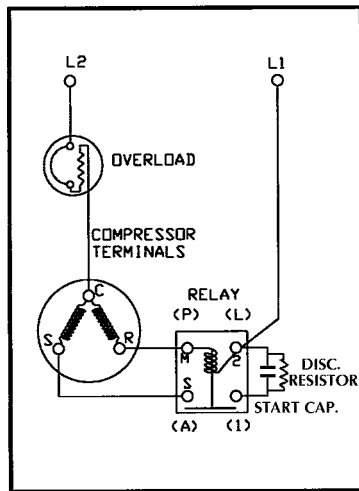 L2 L1
OVERLOAD
COMPRESSOR
TERMINALS
C
RELAY
(P) (L)
S R M 2
DISC.
RESISTOR
S
START CAP.
(A) (1)